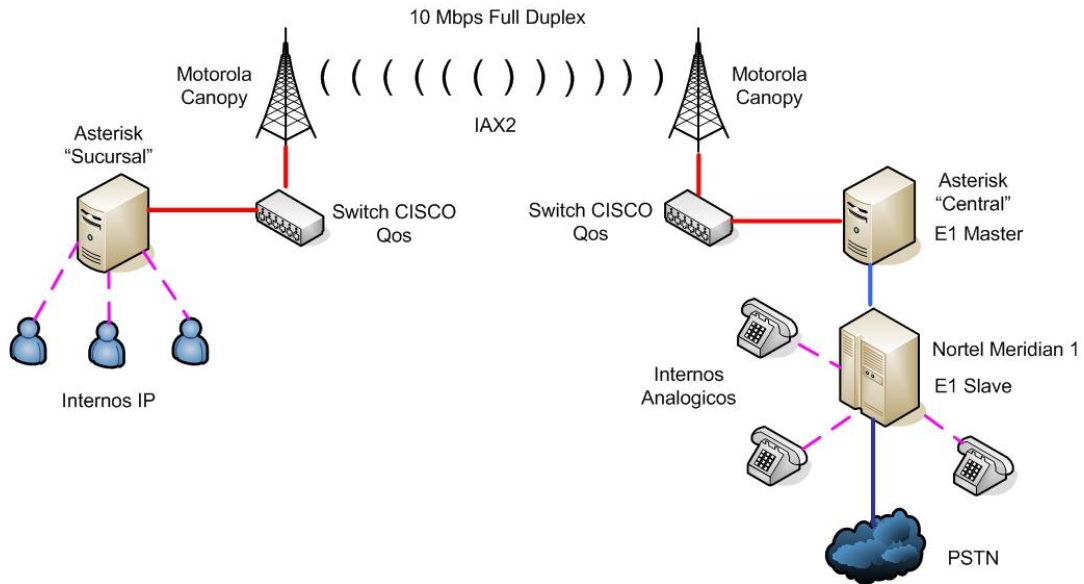 10 Mbps Full Duplex
Motorola
Canopy
Motorola
Canopy
IAX2
Asterisk
“Sucursal”
Switch CISCO
Qos
Switch CISCO
Qos
Asterisk
“Central”
E1 Master
Internos IP
Internos
Analogicos
Nortel Meridian 1
E1 Slave
PSTN